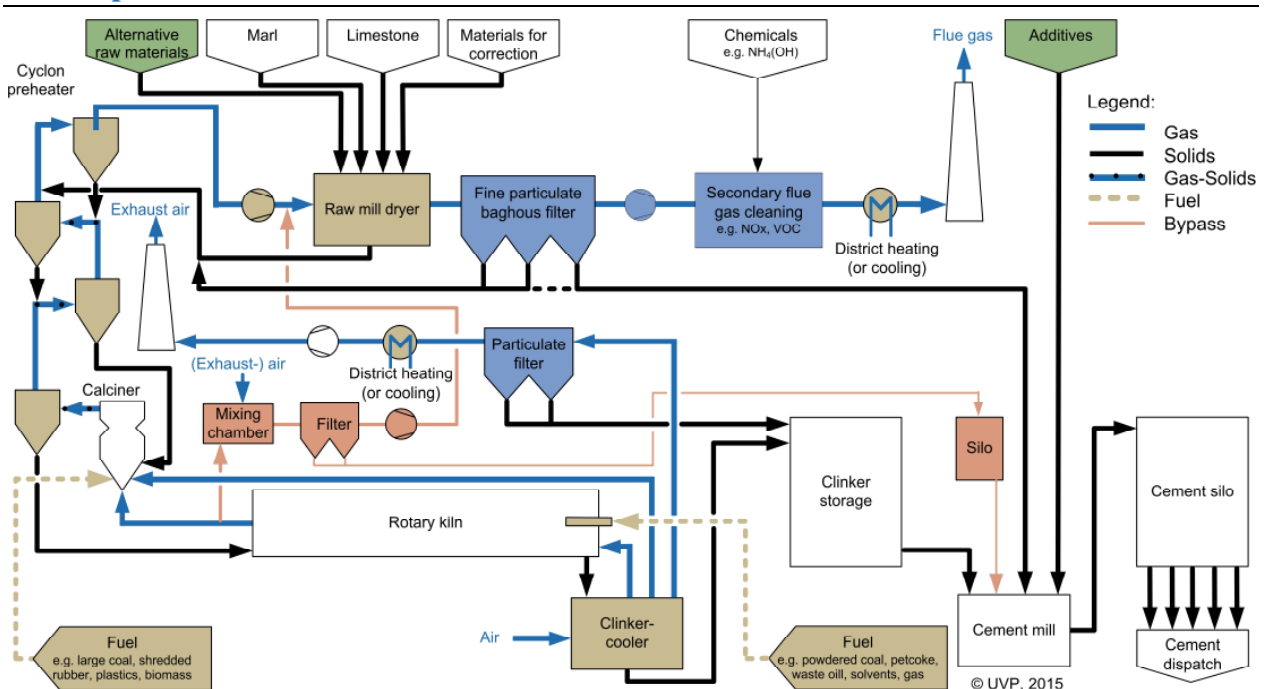 Alternative
raw materials
Marl
Limestone
Materials for
correction
Chemicals
e.g. NH₄(OH)
Flue gas
Additives
Cyclon
preheater
Legend:
Gas
Solids
Gas-Solids
Fuel
Bypass
Exhaust air
Raw mill dryer
Fine particulate
baghous filter
Secondary flue
gas cleaning
e.g. NOx, VOC
District heating
(or cooling)
(Exhaust-) air
District heating
(or cooling)
Particulate
filter
Calciner
Mixing
chamber
Filter
Silo
Clinker
storage
Cement silo
Rotary kiln
Air
Clinker-
cooler
Cement mill
Fuel
e.g. large coal, shredded
rubber, plastics, biomass
Fuel
e.g. powdered coal, petcoke,
waste oill, solvents, gas
Cement
dispatch
© UVP, 2015